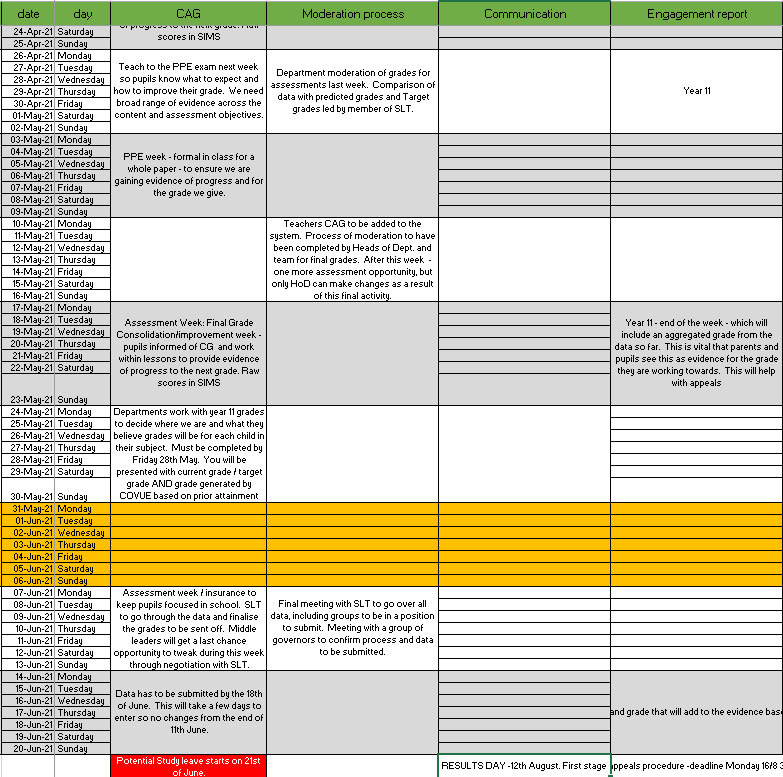 date day CAG Moderation process Communication Engagement report
24-Apr-21 Saturday
25-Apr-21 Sunday
of progress to the next grade. Raw
scores in SIMS
26-Apr-21 Monday
27-Apr-21 Tuesday
28-Apr-21 Wednesday
29-Apr-21 Thursday
30-Apr-21 Friday
01-May-21 Saturday
02-May-21 Sunday
Teach to the PPE exam next week
so pupils know what to expect and
how to improve their grade. We need
broad range of evidence across the
content and assessment objectives.
Department moderation of grades for
assessments last week. Comparison of
data with predicted grades and Target
grades led by member of SLT.
Year 11
03-May-21 Monday
04-May-21 Tuesday
05-May-21 Wednesday
06-May-21 Thursday
07-May-21 Friday
08-May-21 Saturday
09-May-21 Sunday
PPE week - formal in class for a
whole paper - to ensure we are
gaining evidence of progress and for
the grade we give.
10-May-21 Monday
11-May-21 Tuesday
12-May-21 Wednesday
13-May-21 Thursday
14-May-21 Friday
15-May-21 Saturday
16-May-21 Sunday
Teachers CAG to be added to the
system. Process of moderation to have
been completed by Heads of Dept. and
team for final grades. After this week -
one more assessment opportunity, but
only HoD can make changes as a result
of this final activity.
17-May-21 Monday
18-May-21 Tuesday
19-May-21 Wednesday
20-May-21 Thursday
21-May-21 Friday
22-May-21 Saturday
23-May-21 Sunday
Assessment Week: Final Grade
Consolidation/improvement week -
pupils informed of CG and work
within lessons to provide evidence
of progress to the next grade. Raw
scores in SIMS
Year 11 - end of the week - which will
include an aggregated grade from the
data so far. This is vital that parents and
pupils see this as evidence for the grade
they are working towards. This will help
with appeals
24-May-21 Monday
25-May-21 Tuesday
26-May-21 Wednesday
27-May-21 Thursday
28-May-21 Friday
29-May-21 Saturday
30-May-21 Sunday
Departments work with year 11 grades
to decide where we are and what they
believe grades will be for each child in
their subject. Must be completed by
Friday 28th May. You will be
presented with current grade / target
grade AND grade generated by
COVUE based on prior attainment
31-May-21 Monday
01-Jun-21 Tuesday
02-Jun-21 Wednesday
03-Jun-21 Thursday
04-Jun-21 Friday
05-Jun-21 Saturday
06-Jun-21 Sunday
07-Jun-21 Monday
08-Jun-21 Tuesday
09-Jun-21 Wednesday
10-Jun-21 Thursday
11-Jun-21 Friday
12-Jun-21 Saturday
13-Jun-21 Sunday
Assessment week / insurance to
keep pupils focused in school. SLT
to go through the data and finalise
the grades to be sent off. Middle
leaders will get a last chance
opportunity to tweak during this week
through negotiation with SLT.
Final meeting with SLT to go over all
data, including groups to be in a position
to submit. Meeting with a group of
governors to confirm process and data
to be submitted.
14-Jun-21 Monday
15-Jun-21 Tuesday
16-Jun-21 Wednesday
17-Jun-21 Thursday
18-Jun-21 Friday
19-Jun-21 Saturday
20-Jun-21 Sunday
Data has to be submitted by the 18th
of June. This will take a few days to
enter so no changes from the end of
11th June.
and grade that will add to the evidence base
Potential Study leave starts on 21st
of June.
RESULTS DAY -12th August. First stage appeals procedure -deadline Monday 16/8